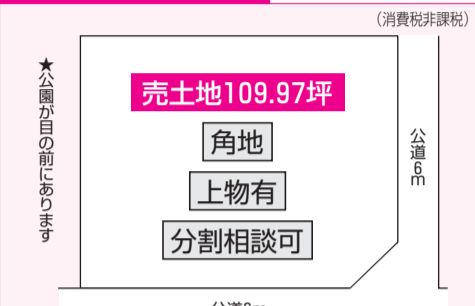 （消費税非課税）
★公園が目の前にあります
売土地109.97坪
角地
上物有
分割相談可
公道6m